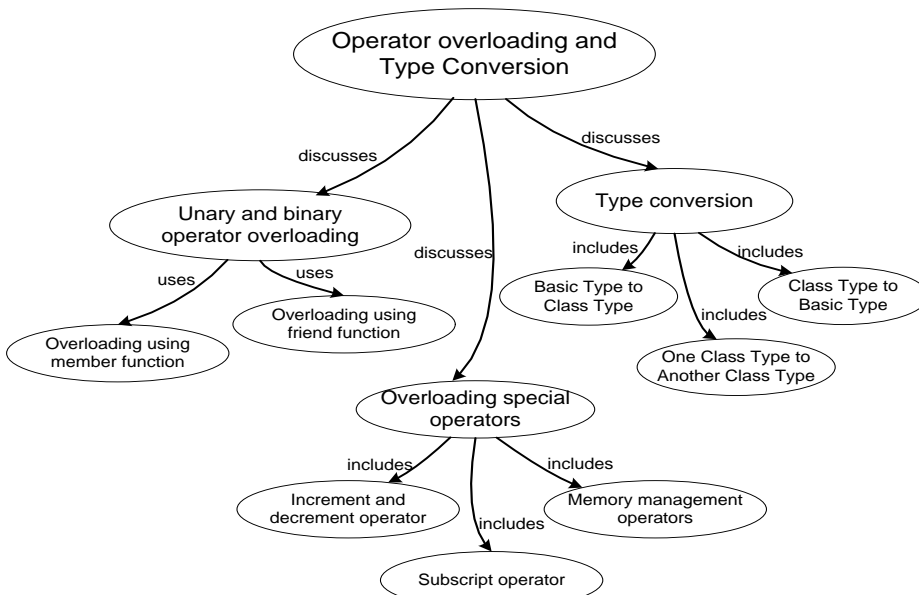 Operator overloading and
Type Conversion
discusses
discusses
discusses
Unary and binary
operator overloading
Type conversion
uses
uses
includes
includes
includes
Overloading using
member function
Overloading using
friend function
Basic Type to
Class Type
Class Type to
Basic Type
One Class Type to
Another Class Type
Overloading special
operators
includes
includes
includes
Increment and
decrement operator
Memory management
operators
Subscript operator